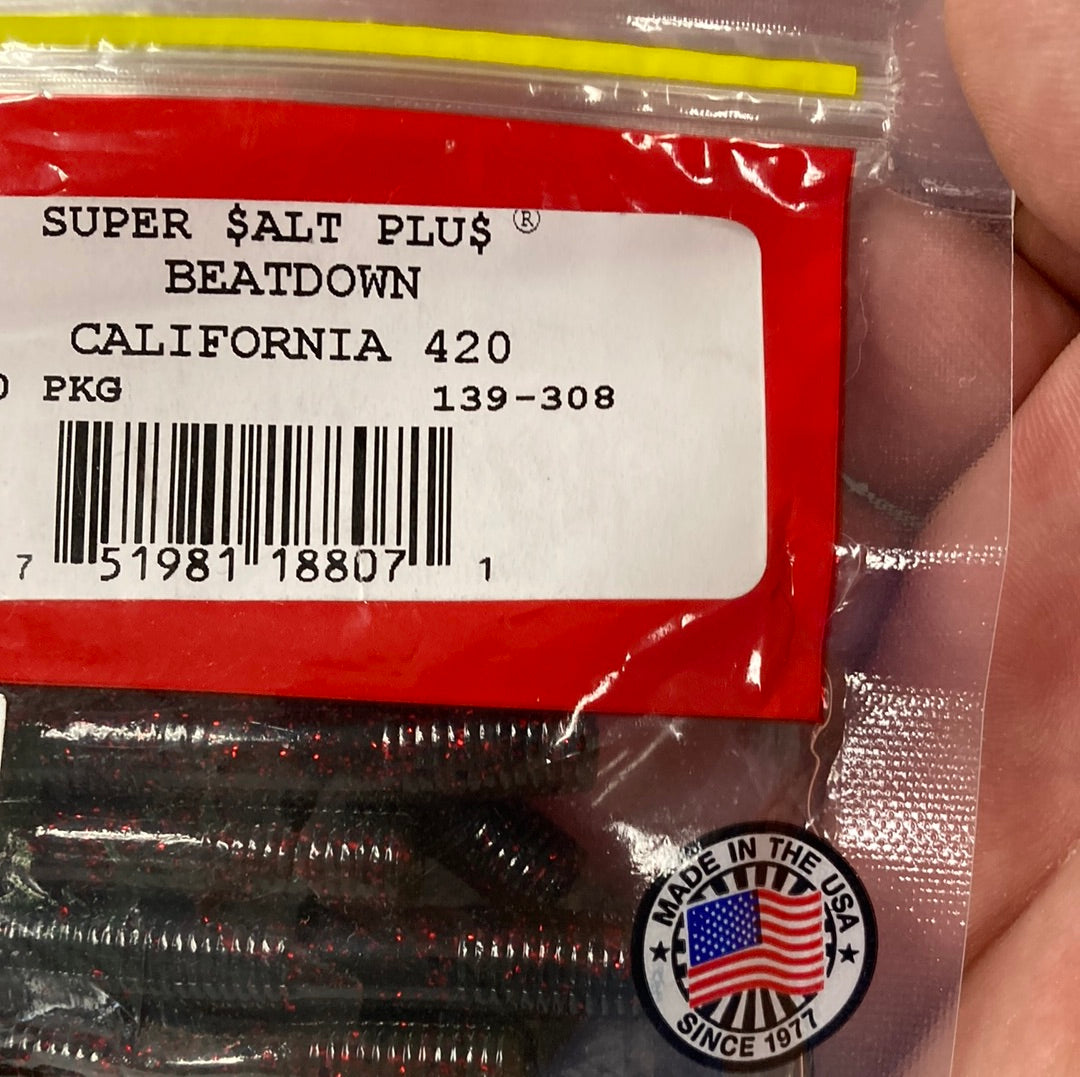 SUPER $ALT PLU$ ®
BEATDOWN
CALIFORNIA 420
PKG 139-308
7 51981 18807 1
MADE IN THE USA
SINCE 1977